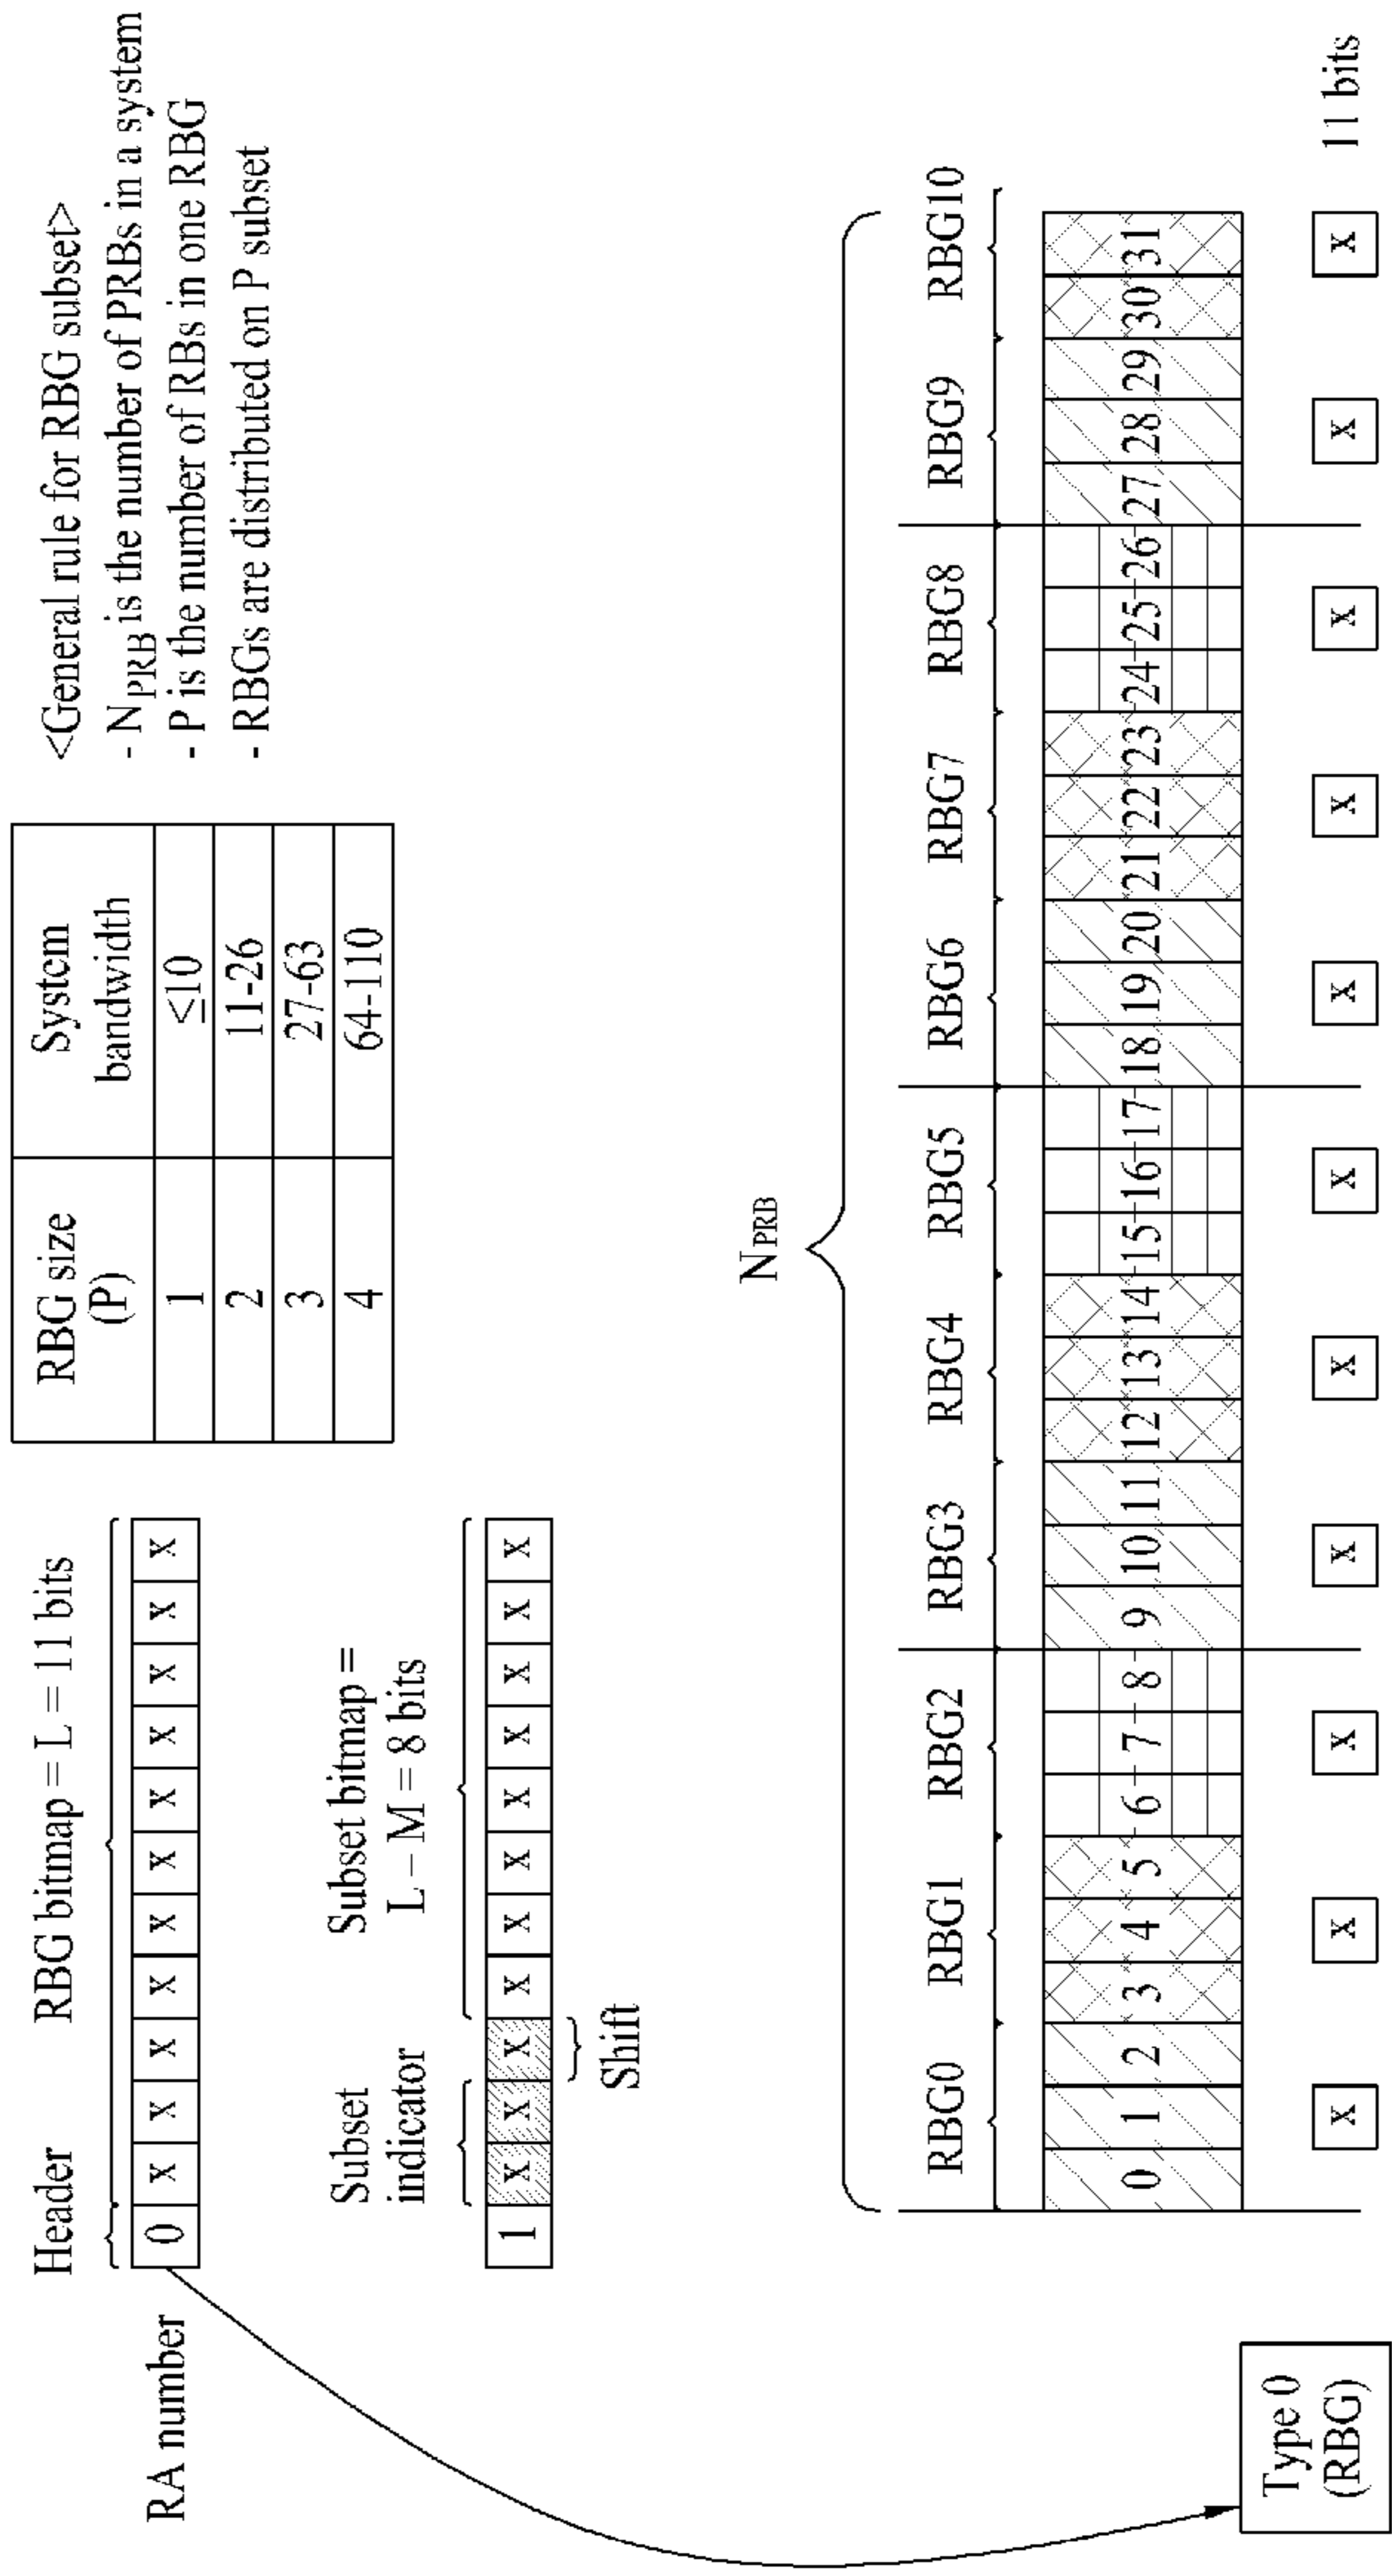 Header
RBG bitmap = L = 11 bits
RA number
0 X X X X X X X X X X X
Subset
indicator
Subset bitmap =
L – M = 8 bits
1 X X X X X X X X X X X
Shift
RBG size
(P)
System
bandwidth
1 ≤10
2 11-26
3 27-63
4 64-110
<General rule for RBG subset>
- NPRB is the number of PRBs in a system
- P is the number of RBs in one RBG
- RBGs are distributed on P subset
NPRB
RBG0 RBG1 RBG2 RBG3 RBG4 RBG5 RBG6 RBG7 RBG8 RBG9 RBG10
0 1 2 3 4 5 6 7 8 9 10 11 12 13 14 15 16 17 18 19 20 21 22 23 24 25 26 27 28 29 30 31
Type 0
(RBG)
X X X X X X X X X X X 11 bits